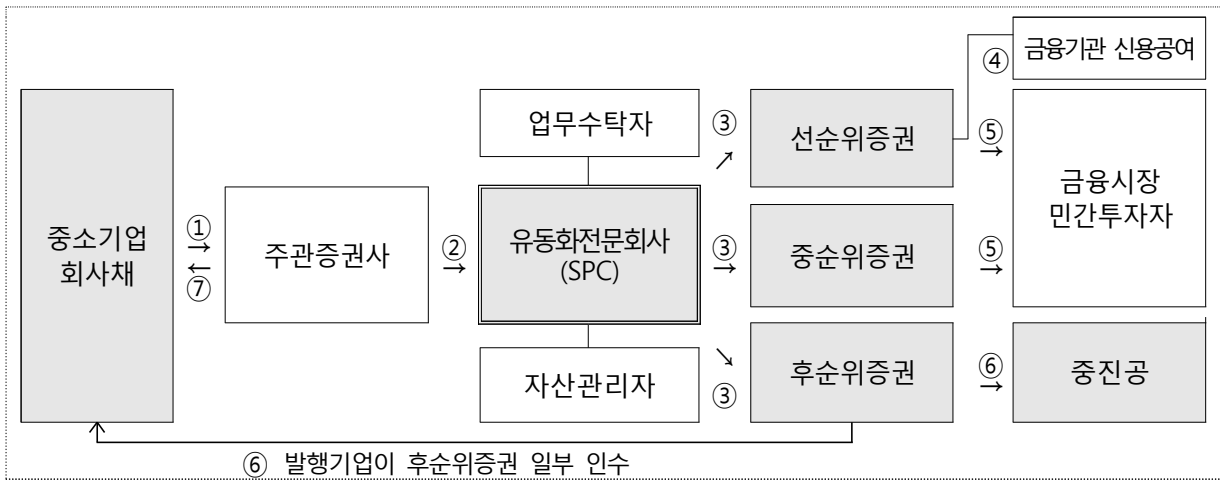 금융기관 신용공여
④
업무수탁자
③
↗
선순위증권
⑤
→
금융시장
민간투자자
중소기업
회사채
①
→
←
⑦
주관증권사
②
→
유동화전문회사
(SPC)
③
→
중순위증권
⑤
→
자산관리자
↘
③
후순위증권
⑥
→
중진공
⑥ 발행기업이 후순위증권 일부 인수